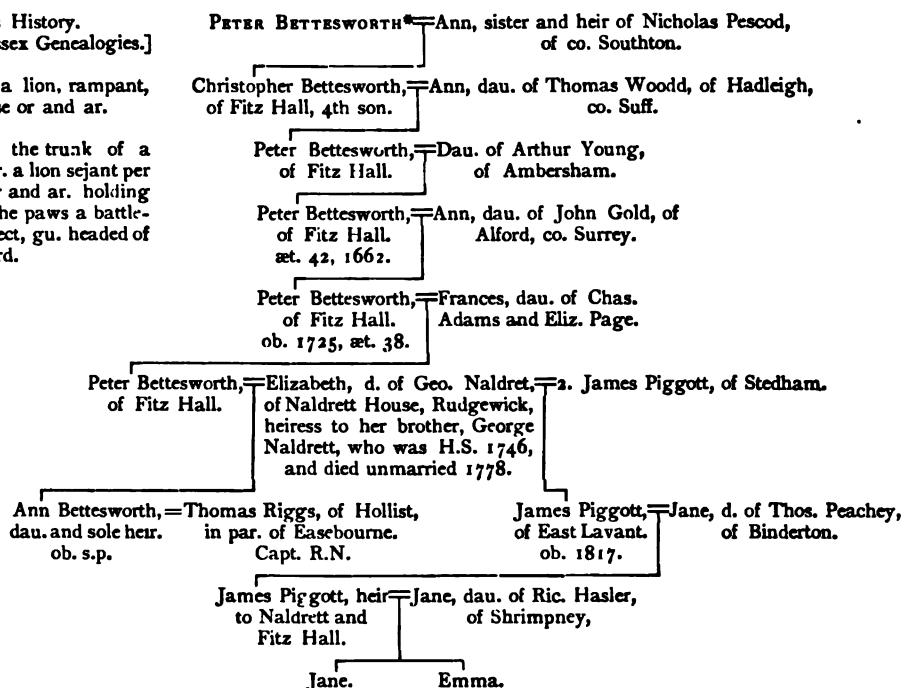 History.
sex Genealogies.]
a lion, rampant,
e or and ar.
the trunk of a
r. a lion sejant per
and ar. holding
he paws a battle-
ect, gu. headed of
rd.
PETER BETTESWORTH*=Ann, sister and heir of Nicholas Pescod,
of co. Southton.
Christopher Bettesworth,=Ann, dau. of Thomas Woodd, of Hadleigh,
of Fitz Hall, 4th son. co. Suff.
Peter Bettesworth,=Dau. of Arthur Young,
of Fitz Hall. of Ambersham.
Peter Bettesworth,=Ann, dau. of John Gold, of
of Fitz Hall. Alford, co. Surrey.
æt. 42, 1662.
Peter Bettesworth,=Frances, dau. of Chas.
of Fitz Hall. Adams and Eliz. Page.
ob. 1725, æt. 38.
Peter Bettesworth,=Elizabeth, d. of Geo. Naldret,=2. James Piggott, of Stedham.
of Fitz Hall. of Naldrett House, Rudgewick,
heiress to her brother, George
Naldrett, who was H.S. 1746,
and died unmarried 1778.
Ann Bettesworth,=Thomas Riggs, of Hollist, James Piggott,=Jane, d. of Thos. Peachey,
dau. and sole heir. in par. of Easebourne. of East Lavant. of Binderton.
ob. s.p. Capt. R.N. ob. 1817.
James Piggott, heir=Jane, dau. of Ric. Hasler,
to Naldrett and of Shrimpney,
Fitz Hall.
Jane. Emma.